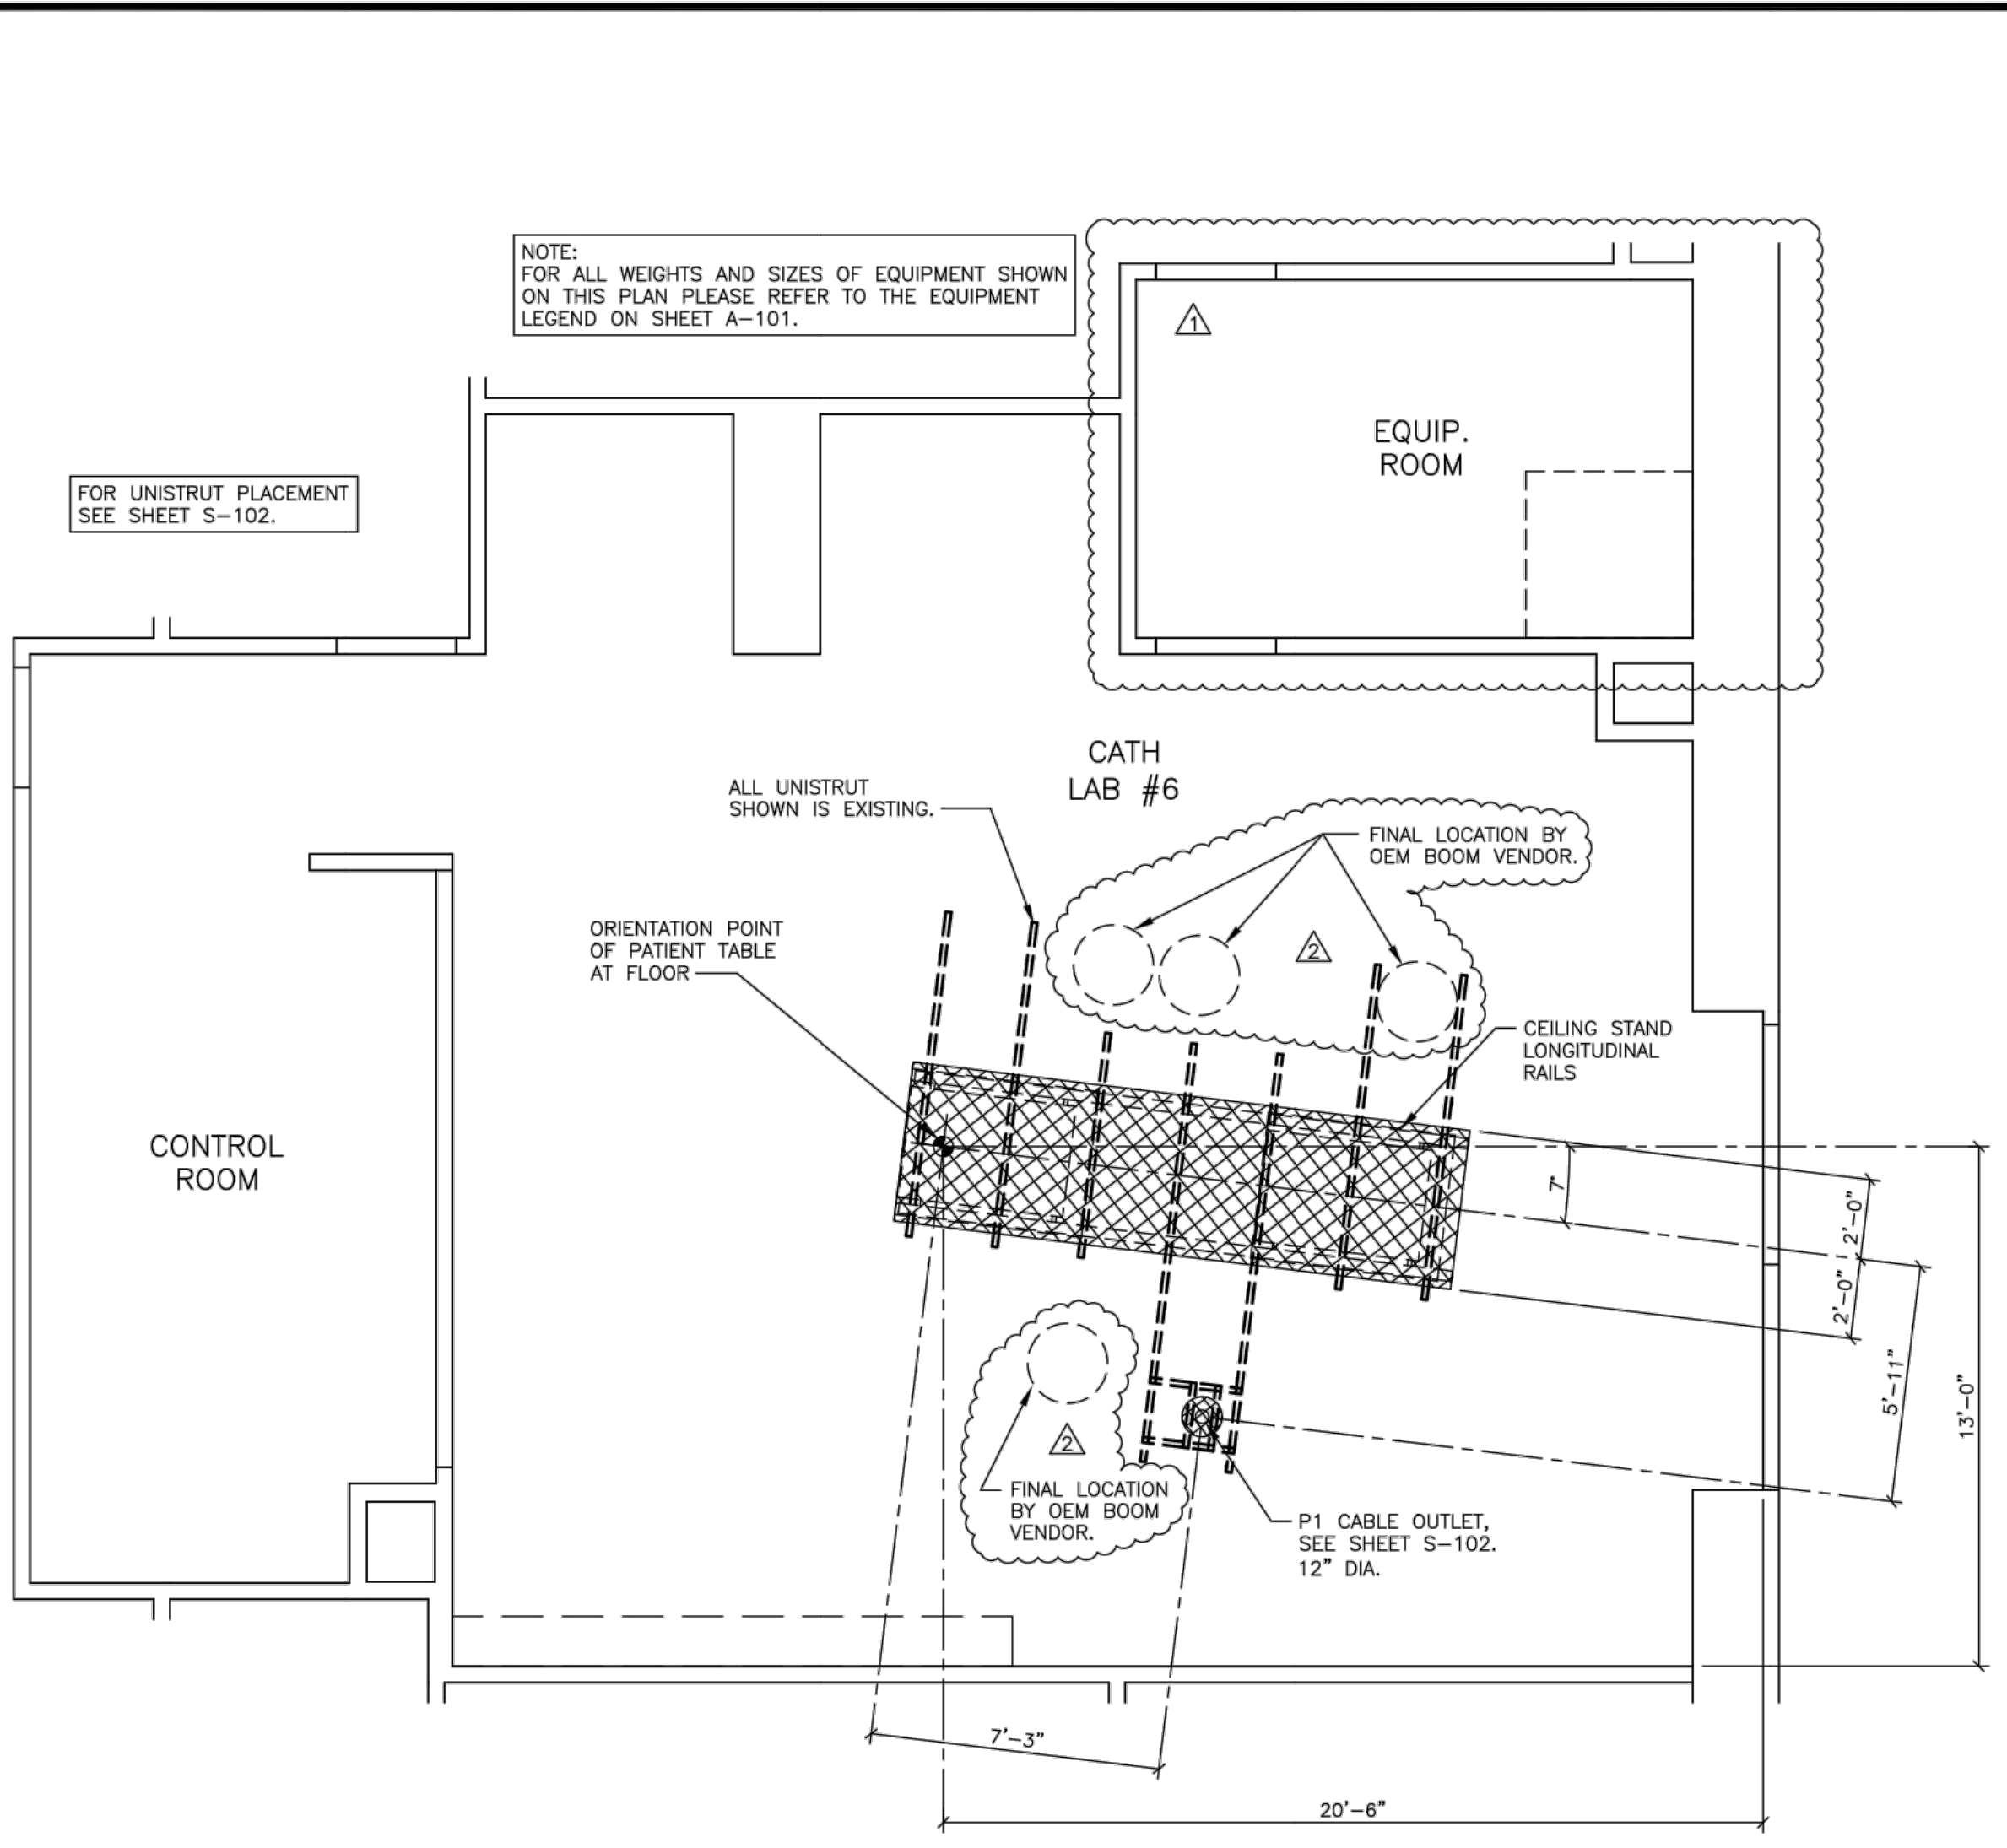 NOTE:
FOR ALL WEIGHTS AND SIZES OF EQUIPMENT SHOWN
ON THIS PLAN PLEASE REFER TO THE EQUIPMENT
LEGEND ON SHEET A-101.
1
EQUIP.
ROOM
FOR UNISTRUT PLACEMENT
SEE SHEET S-102.
CATH
LAB #6
ALL UNISTRUT
SHOWN IS EXISTING.
FINAL LOCATION BY
OEM BOOM VENDOR.
ORIENTATION POINT
OF PATIENT TABLE
AT FLOOR
2
CEILING STAND
LONGITUDINAL
RAILS
CONTROL
ROOM
7°
2'-0"
2'-0"
5'-11"
13'-0"
2
FINAL LOCATION
BY OEM BOOM
VENDOR.
P1 CABLE OUTLET,
SEE SHEET S-102.
12" DIA.
7'-3"
20'-6"